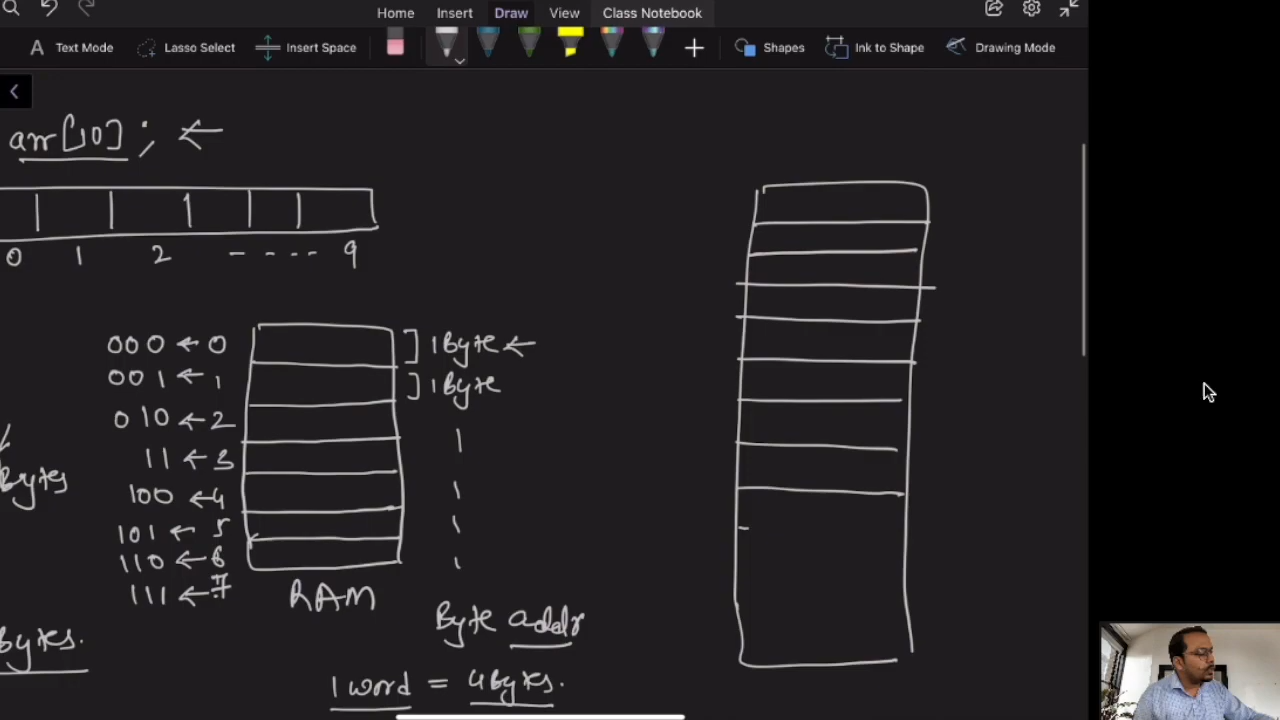 Home Insert Draw View Class Notebook
Text Mode Lasso Select Insert Space Shapes Ink to Shape Drawing Mode
arr[10] ; ←
0 1 2 - - - - - 9
000 ← 0 ] 1Byte ←
001 ← 1 ] 1Byte
010 ← 2
11 ← 3
Bytes
100 ← 4
101 ← 5
110 ← 6
111 ← 7
RAM
Byte addr
Bytes.
1 word = 4Bytes.